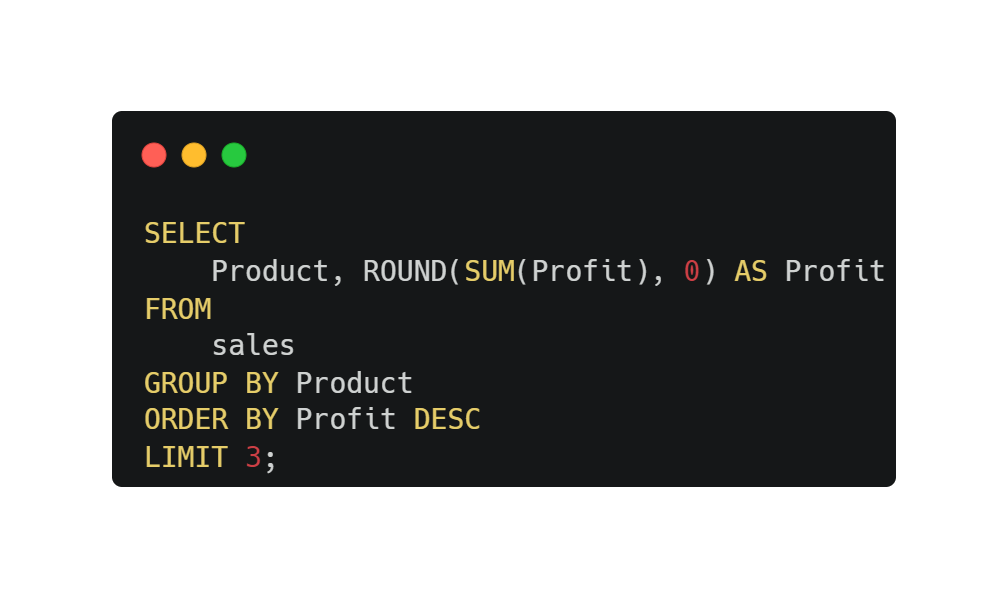 SELECT
    Product, ROUND(SUM(Profit), 0) AS Profit
FROM
    sales
GROUP BY Product
ORDER BY Profit DESC
LIMIT 3;